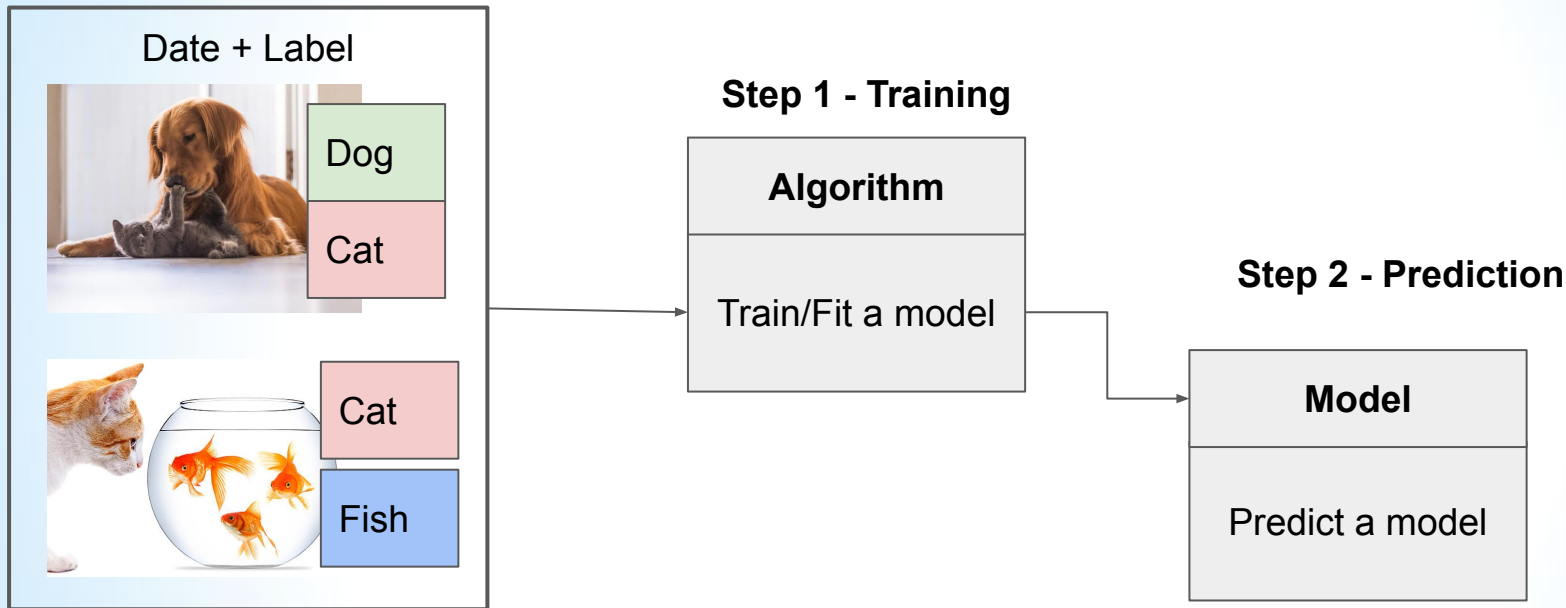 Date + Label
Dog
Cat
Cat
Fish
Step 1 - Training
Algorithm
Train/Fit a model
Step 2 - Prediction
Model
Predict a model